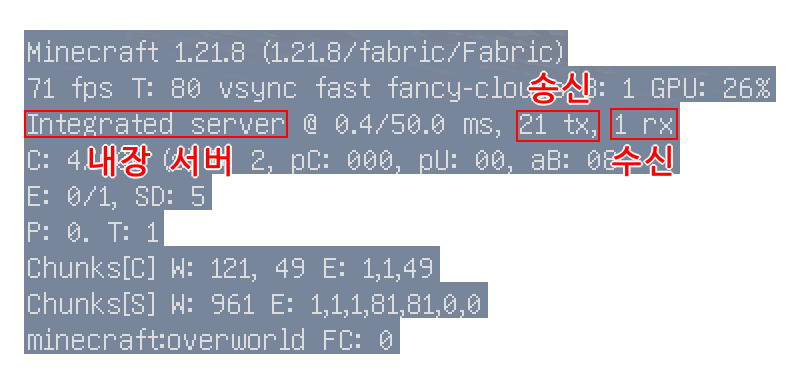 Minecraft 1.21.8 (1.21.8/fabric/Fabric)
71 fps T: 80 vsync fast fancy-clou B: 1 GPU: 26%
송신
Integrated server @ 0.4/50.0 ms, 21 tx, 1 rx
내장 서버
수신
C: 4 2, pC: 000, pU: 00, aB: 08
E: 0/1, SD: 5
P: 0. T: 1
Chunks[C] W: 121, 49 E: 1,1,49
Chunks[S] W: 961 E: 1,1,1,81,81,0,0
minecraft:overworld FC: 0